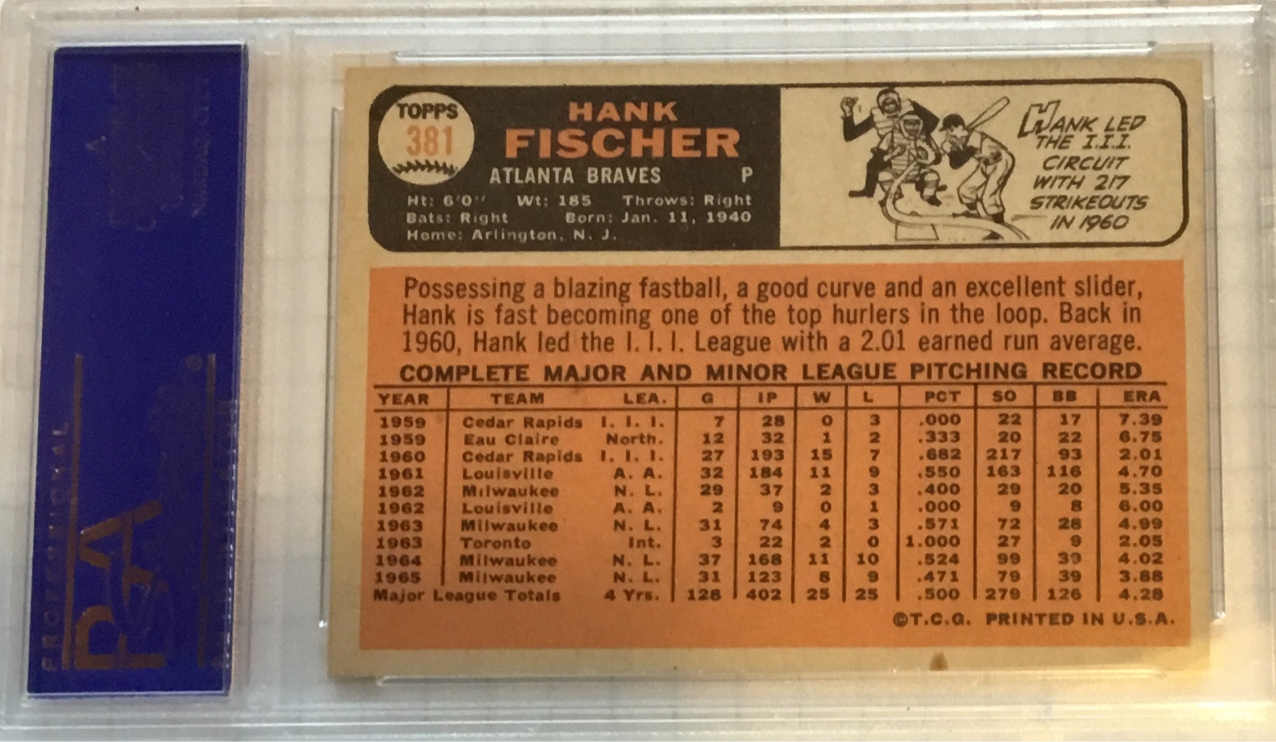 TOPPS
381
HANK
FISCHER
ATLANTA BRAVES P
Ht: 6'0" Wt: 185 Throws: Right
Bats: Right Born: Jan. 11, 1940
Home: Arlington, N. J.
HANK LED
THE I.I.I.
CIRCUIT
WITH 217
STRIKEOUTS
IN 1960
Possessing a blazing fastball, a good curve and an excellent slider,
Hank is fast becoming one of the top hurlers in the loop. Back in
1960, Hank led the I. I. I. League with a 2.01 earned run average.
COMPLETE MAJOR AND MINOR LEAGUE PITCHING RECORD
YEAR TEAM LEA. G IP W L PCT SO BB ERA
1959 Cedar Rapids I. I. I. 7 28 0 3 .000 22 17 7.39
1959 Eau Claire North. 12 32 1 2 .333 20 22 6.75
1960 Cedar Rapids I. I. I. 27 193 15 7 .682 217 93 2.01
1961 Louisville A. A. 32 184 11 9 .550 163 116 4.70
1962 Milwaukee N. L. 29 37 2 3 .400 29 20 5.35
1962 Louisville A. A. 2 9 0 1 .000 9 8 6.00
1963 Milwaukee N. L. 31 74 4 3 .571 72 28 4.99
1963 Toronto Int. 3 22 2 0 1.000 27 9 2.05
1964 Milwaukee N. L. 37 168 11 10 .524 99 39 4.02
1965 Milwaukee N. L. 31 123 8 9 .471 79 39 3.88
Major League Totals 4 Yrs. 128 402 25 25 .500 279 126 4.28
©T.C.G. PRINTED IN U.S.A.
PROFESSIONAL
PSA